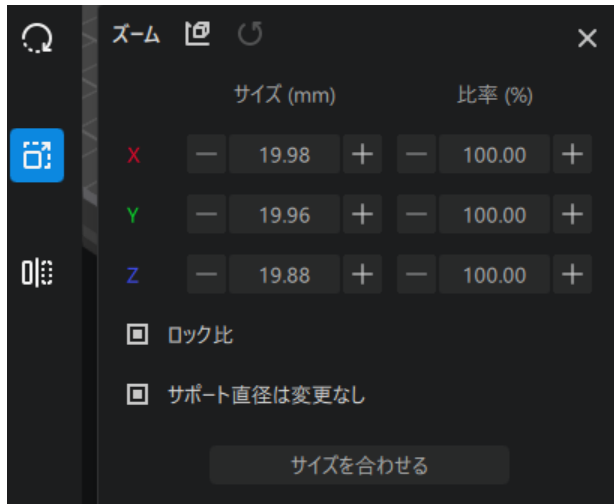 ズーム
サイズ (mm) 比率 (%)
X — 19.98 + — 100.00 +
Y — 19.96 + — 100.00 +
Z — 19.88 + — 100.00 +
ロック比
サポート直径は変更なし
サイズを合わせる